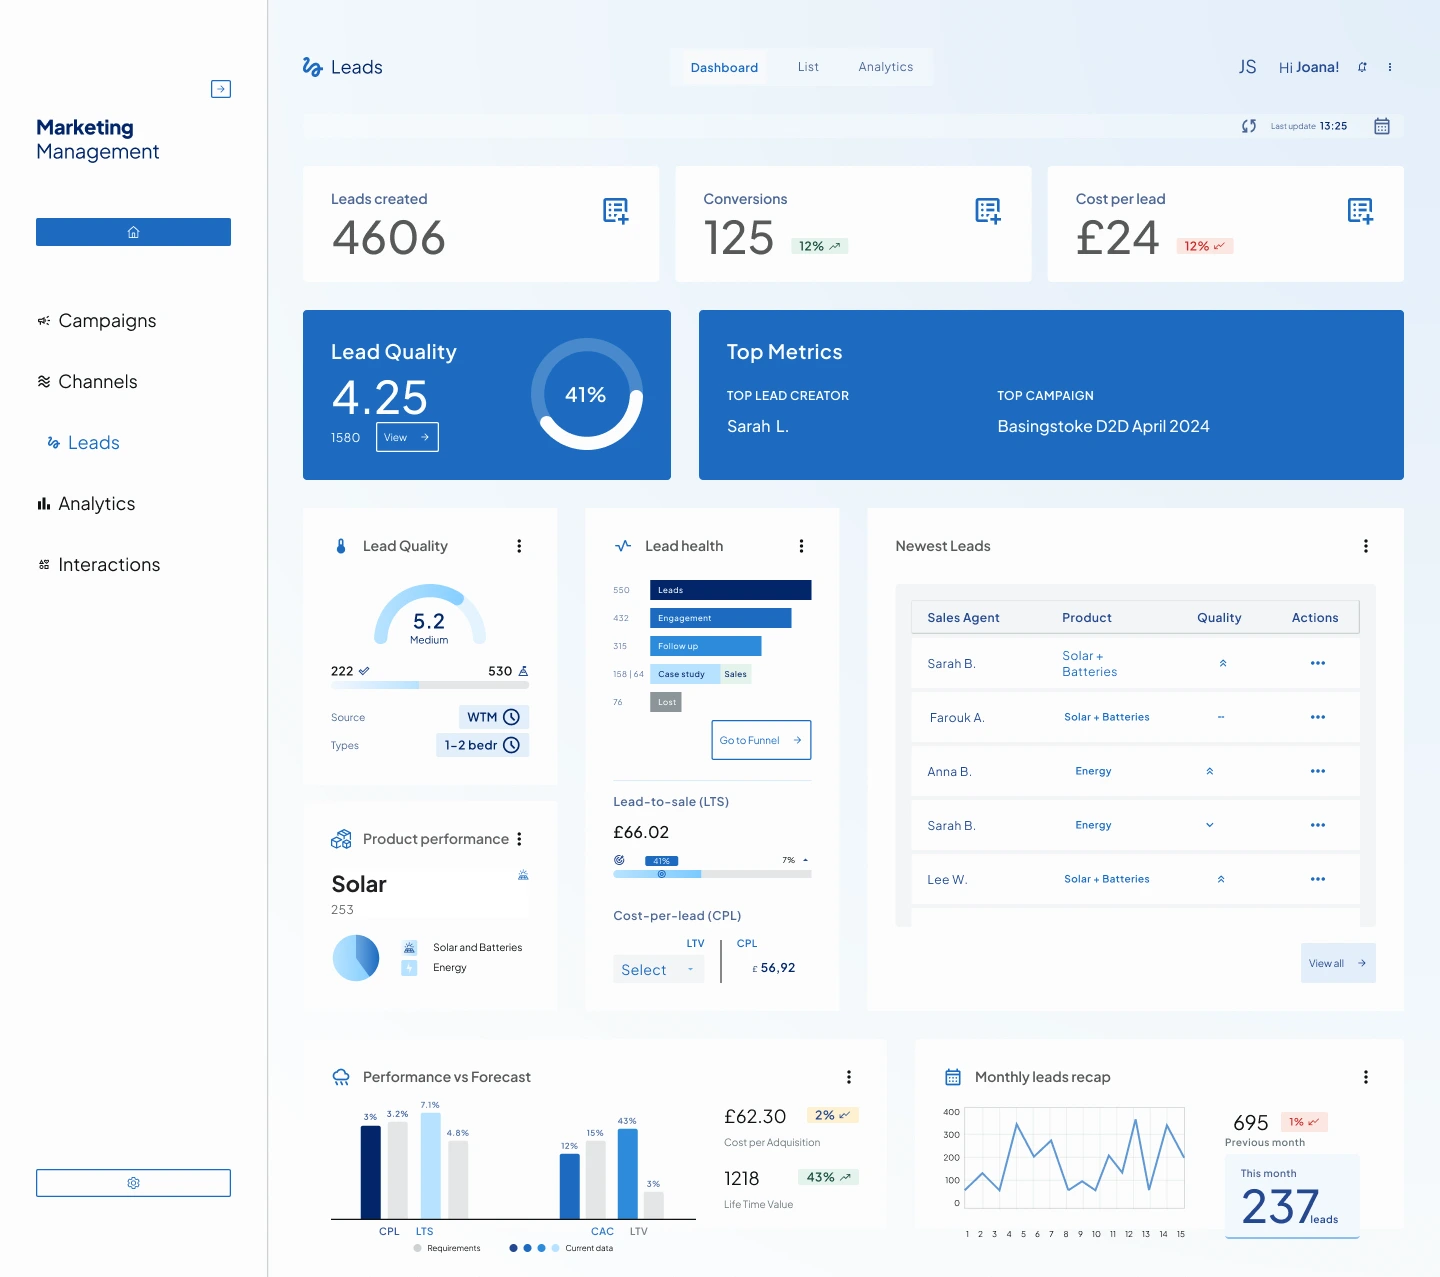 Marketing
Management
Campaigns
Channels
Leads
Analytics
Interactions
Leads
Dashboard List Analytics
JS Hi Joana!
Last update 13:25
Leads created
4606
Conversions
125 12%
Cost per lead
£24 12%
Lead Quality
4.25
1580 View
41%
Top Metrics
TOP LEAD CREATOR TOP CAMPAIGN
Sarah L. Basingstoke D2D April 2024
Lead Quality
5.2
Medium
222 530
Source WTM
Types 1-2 bedr
Product performance
Solar
253
Solar and Batteries
Energy
Lead health
550 Leads
432 Engagement
315 Follow up
158 | 64 Case study Sales
76 Lost
Go to Funnel
Lead-to-sale (LTS)
£66.02
41% 7%
Cost-per-lead (CPL)
LTV CPL
Select £ 56,92
Newest Leads
Sales Agent Product Quality Actions
Sarah B. Solar +
Batteries
Farouk A. Solar + Batteries --
Anna B. Energy
Sarah B. Energy
Lee W. Solar + Batteries
View all
Performance vs Forecast
3% 3.2% 7.1% 4.8% 12% 15% 43% 3%
CPL LTS CAC LTV
Requirements Current data
£62.30 2%
Cost per Adquisition
1218 43%
Life Time Value
Monthly leads recap
400
300
200
100
0
1 2 3 4 5 6 7 8 9 10 11 12 13 14 15
695 1%
Previous month
This month
237 leads